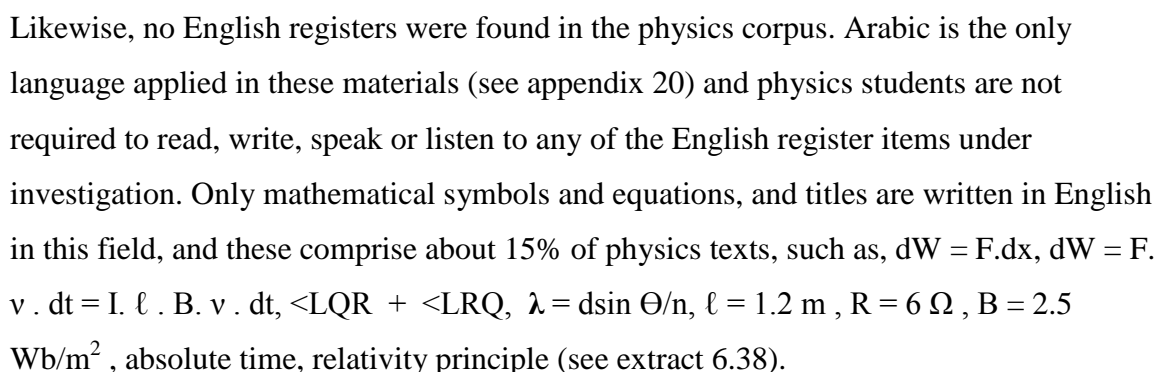 Likewise, no English registers were found in the physics corpus. Arabic is the only
language applied in these materials (see appendix 20) and physics students are not
required to read, write, speak or listen to any of the English register items under
investigation. Only mathematical symbols and equations, and titles are written in English
in this field, and these comprise about 15% of physics texts, such as, dW = F.dx, dW = F.
v . dt = I. ℓ . B. v . dt, <LQR + <LRQ, λ = dsin Θ/n, ℓ = 1.2 m , R = 6 Ω , B = 2.5
Wb/m² , absolute time, relativity principle (see extract 6.38).